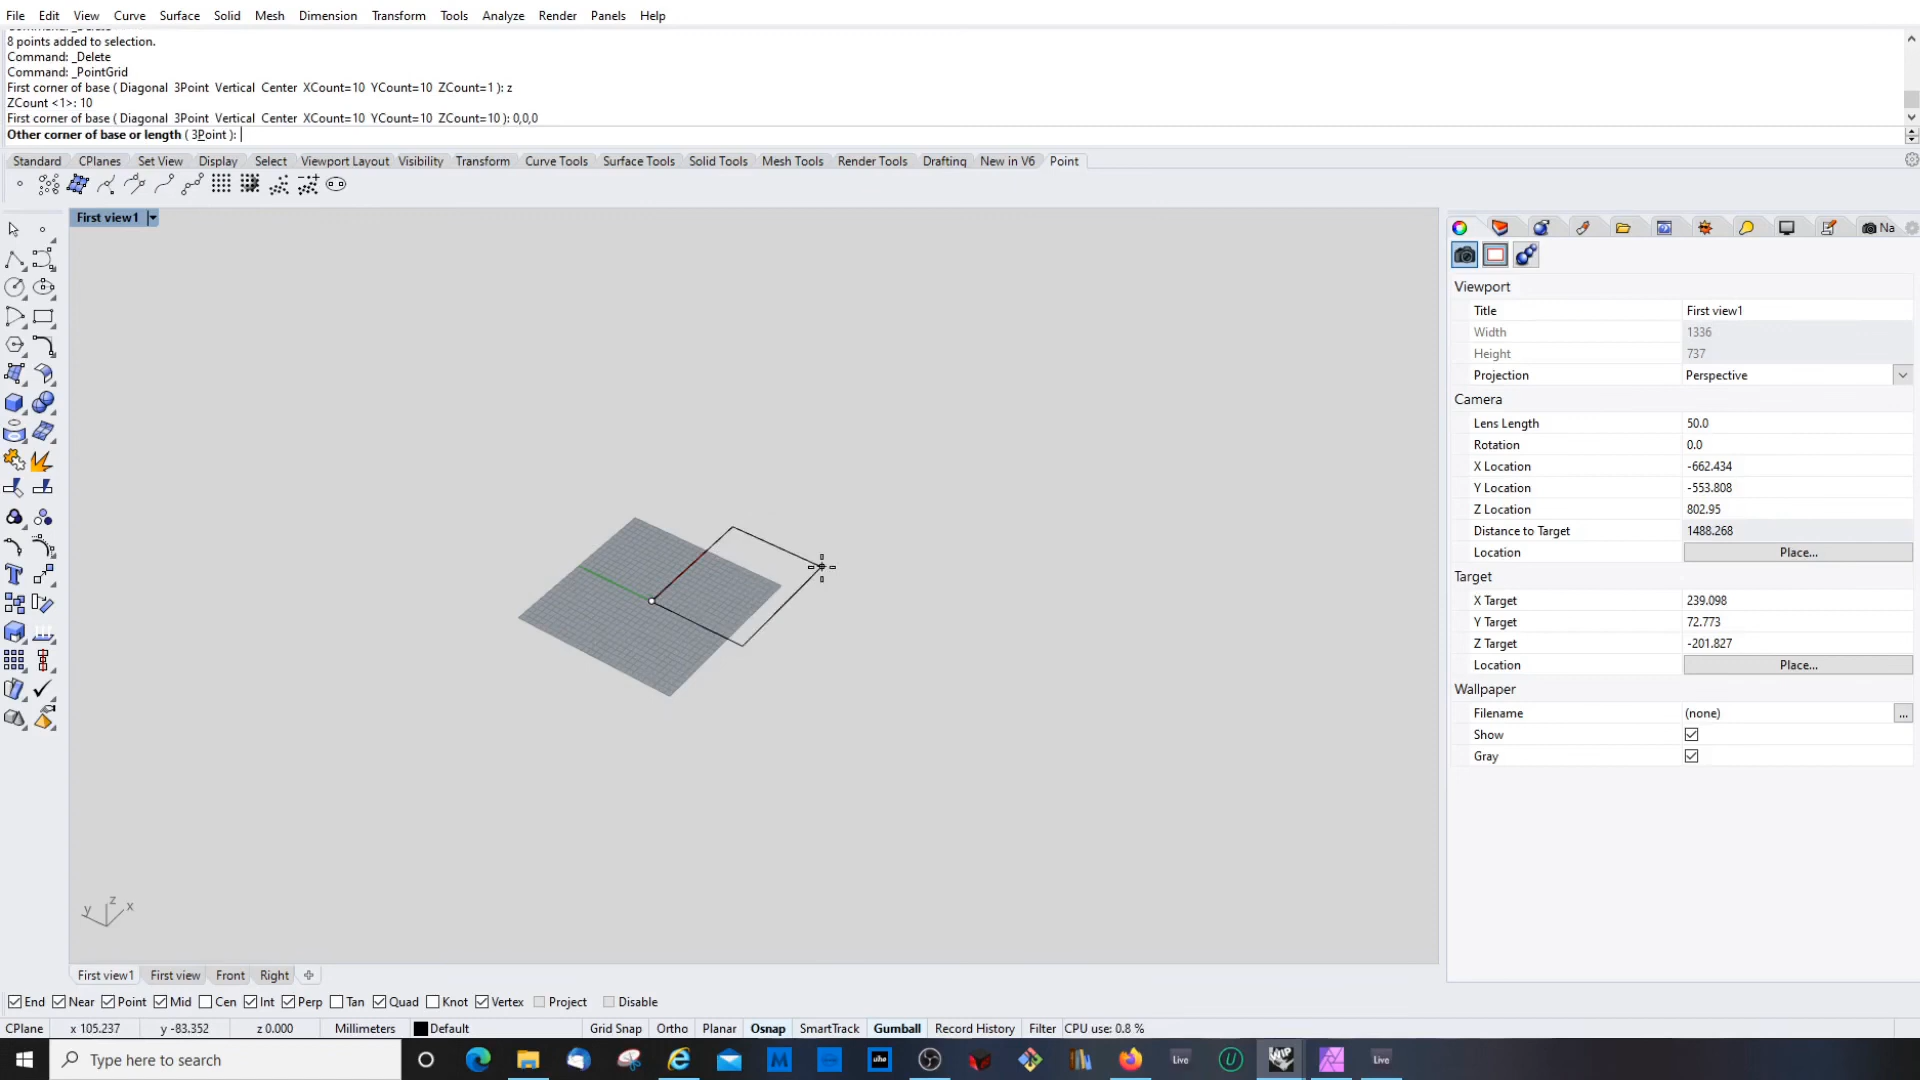 File Edit View Curve Surface Solid Mesh Dimension Transform Tools Analyze Render Panels Help
8 points added to selection.
Command: _Delete
Command: _PointGrid
First corner of base ( Diagonal 3Point Vertical Center XCount=10 YCount=10 ZCount=1 ): z
ZCount <1>: 10
First corner of base ( Diagonal 3Point Vertical Center XCount=10 YCount=10 ZCount=10 ): 0,0,0
Other corner of base or length ( 3Point ):
Standard CPlanes Set View Display Select Viewport Layout Visibility Transform Curve Tools Surface Tools Solid Tools Mesh Tools Render Tools Drafting New in V6 Point
First view1
Na
Viewport
Title First view1
Width 1336
Height 737
Projection Perspective
Camera
Lens Length 50.0
Rotation 0.0
X Location -662.434
Y Location -553.808
Z Location 802.95
Distance to Target 1488.268
Location Place...
Target
X Target 239.098
Y Target 72.773
Z Target -201.827
Location Place...
Wallpaper
Filename (none) ...
Show
Gray
z
y x
First view1 First view Front Right
End Near Point Mid Cen Int Perp Tan Quad Knot Vertex Project Disable
CPlane x 105.237 y -83.352 z 0.000 Millimeters Default Grid Snap Ortho Planar Osnap SmartTrack Gumball Record History Filter CPU use: 0.8 %
Type here to search
uhe Live WIP Live